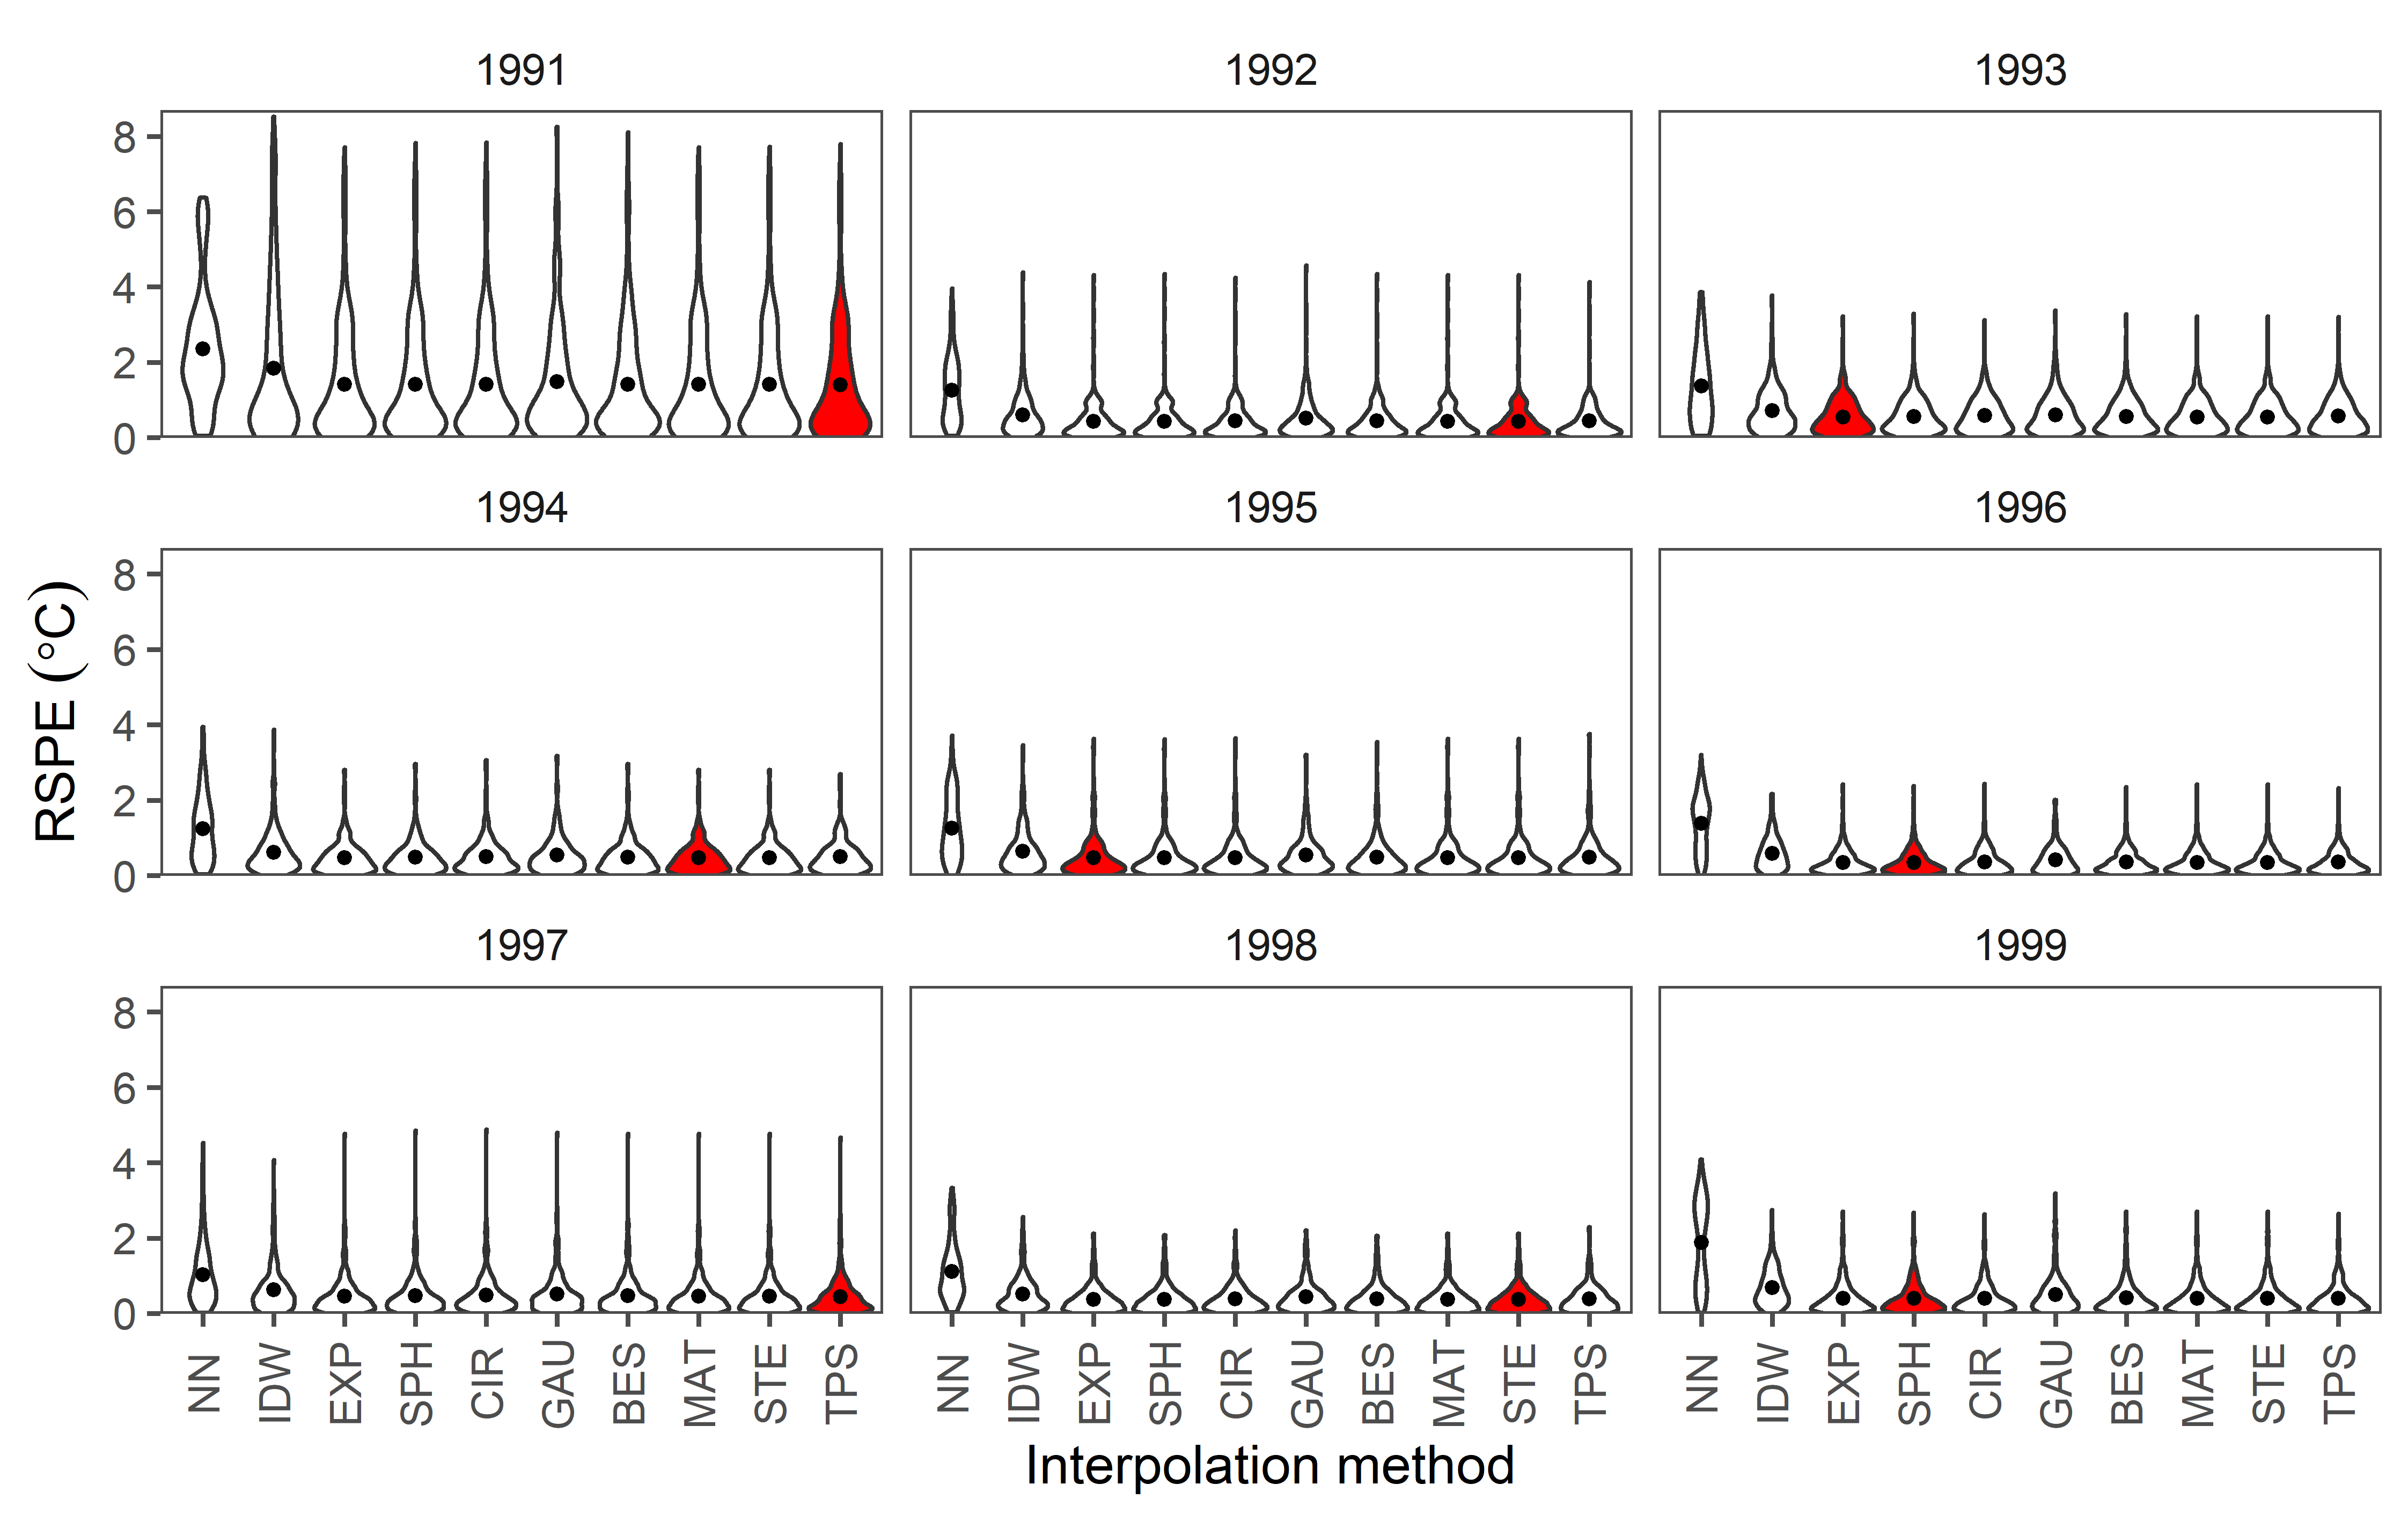 1991 1992 1993
8
6
4
2
0
1994 1995 1996
8
6
4
2
0
RSPE (°C)
1997 1998 1999
8
6
4
2
0
NN IDW EXP SPH CIR GAU BES MAT STE TPS NN IDW EXP SPH CIR GAU BES MAT STE TPS NN IDW EXP SPH CIR GAU BES MAT STE TPS
Interpolation method